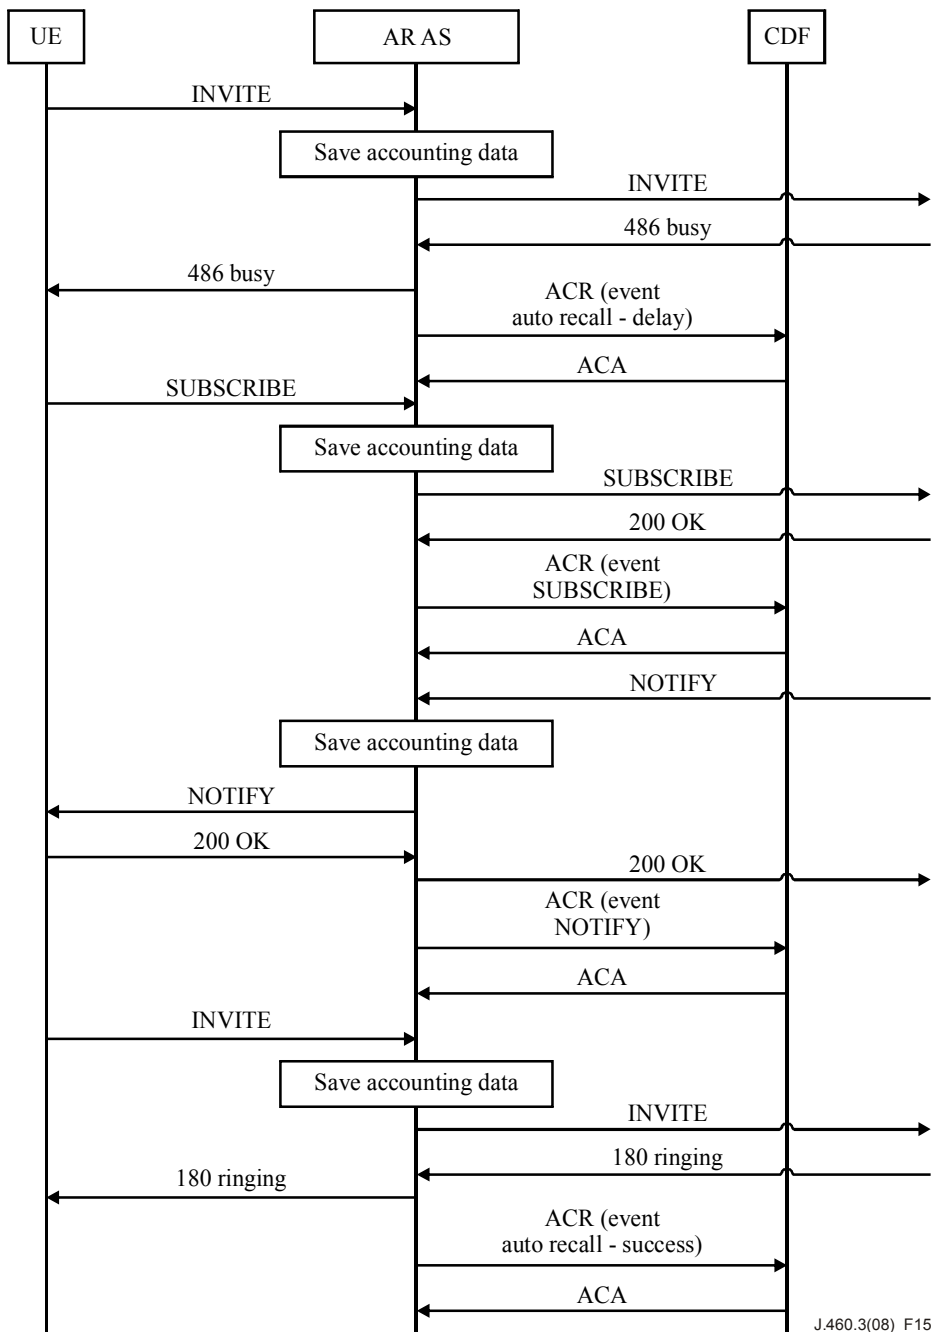 UE
AR AS
CDF
INVITE
Save accounting data
INVITE
486 busy
486 busy
ACR (event
auto recall - delay)
ACA
SUBSCRIBE
Save accounting data
SUBSCRIBE
200 OK
ACR (event
SUBSCRIBE)
ACA
NOTIFY
Save accounting data
NOTIFY
200 OK
200 OK
ACR (event
NOTIFY)
ACA
INVITE
Save accounting data
INVITE
180 ringing
180 ringing
ACR (event
auto recall - success)
ACA
J.460.3(08)_F15